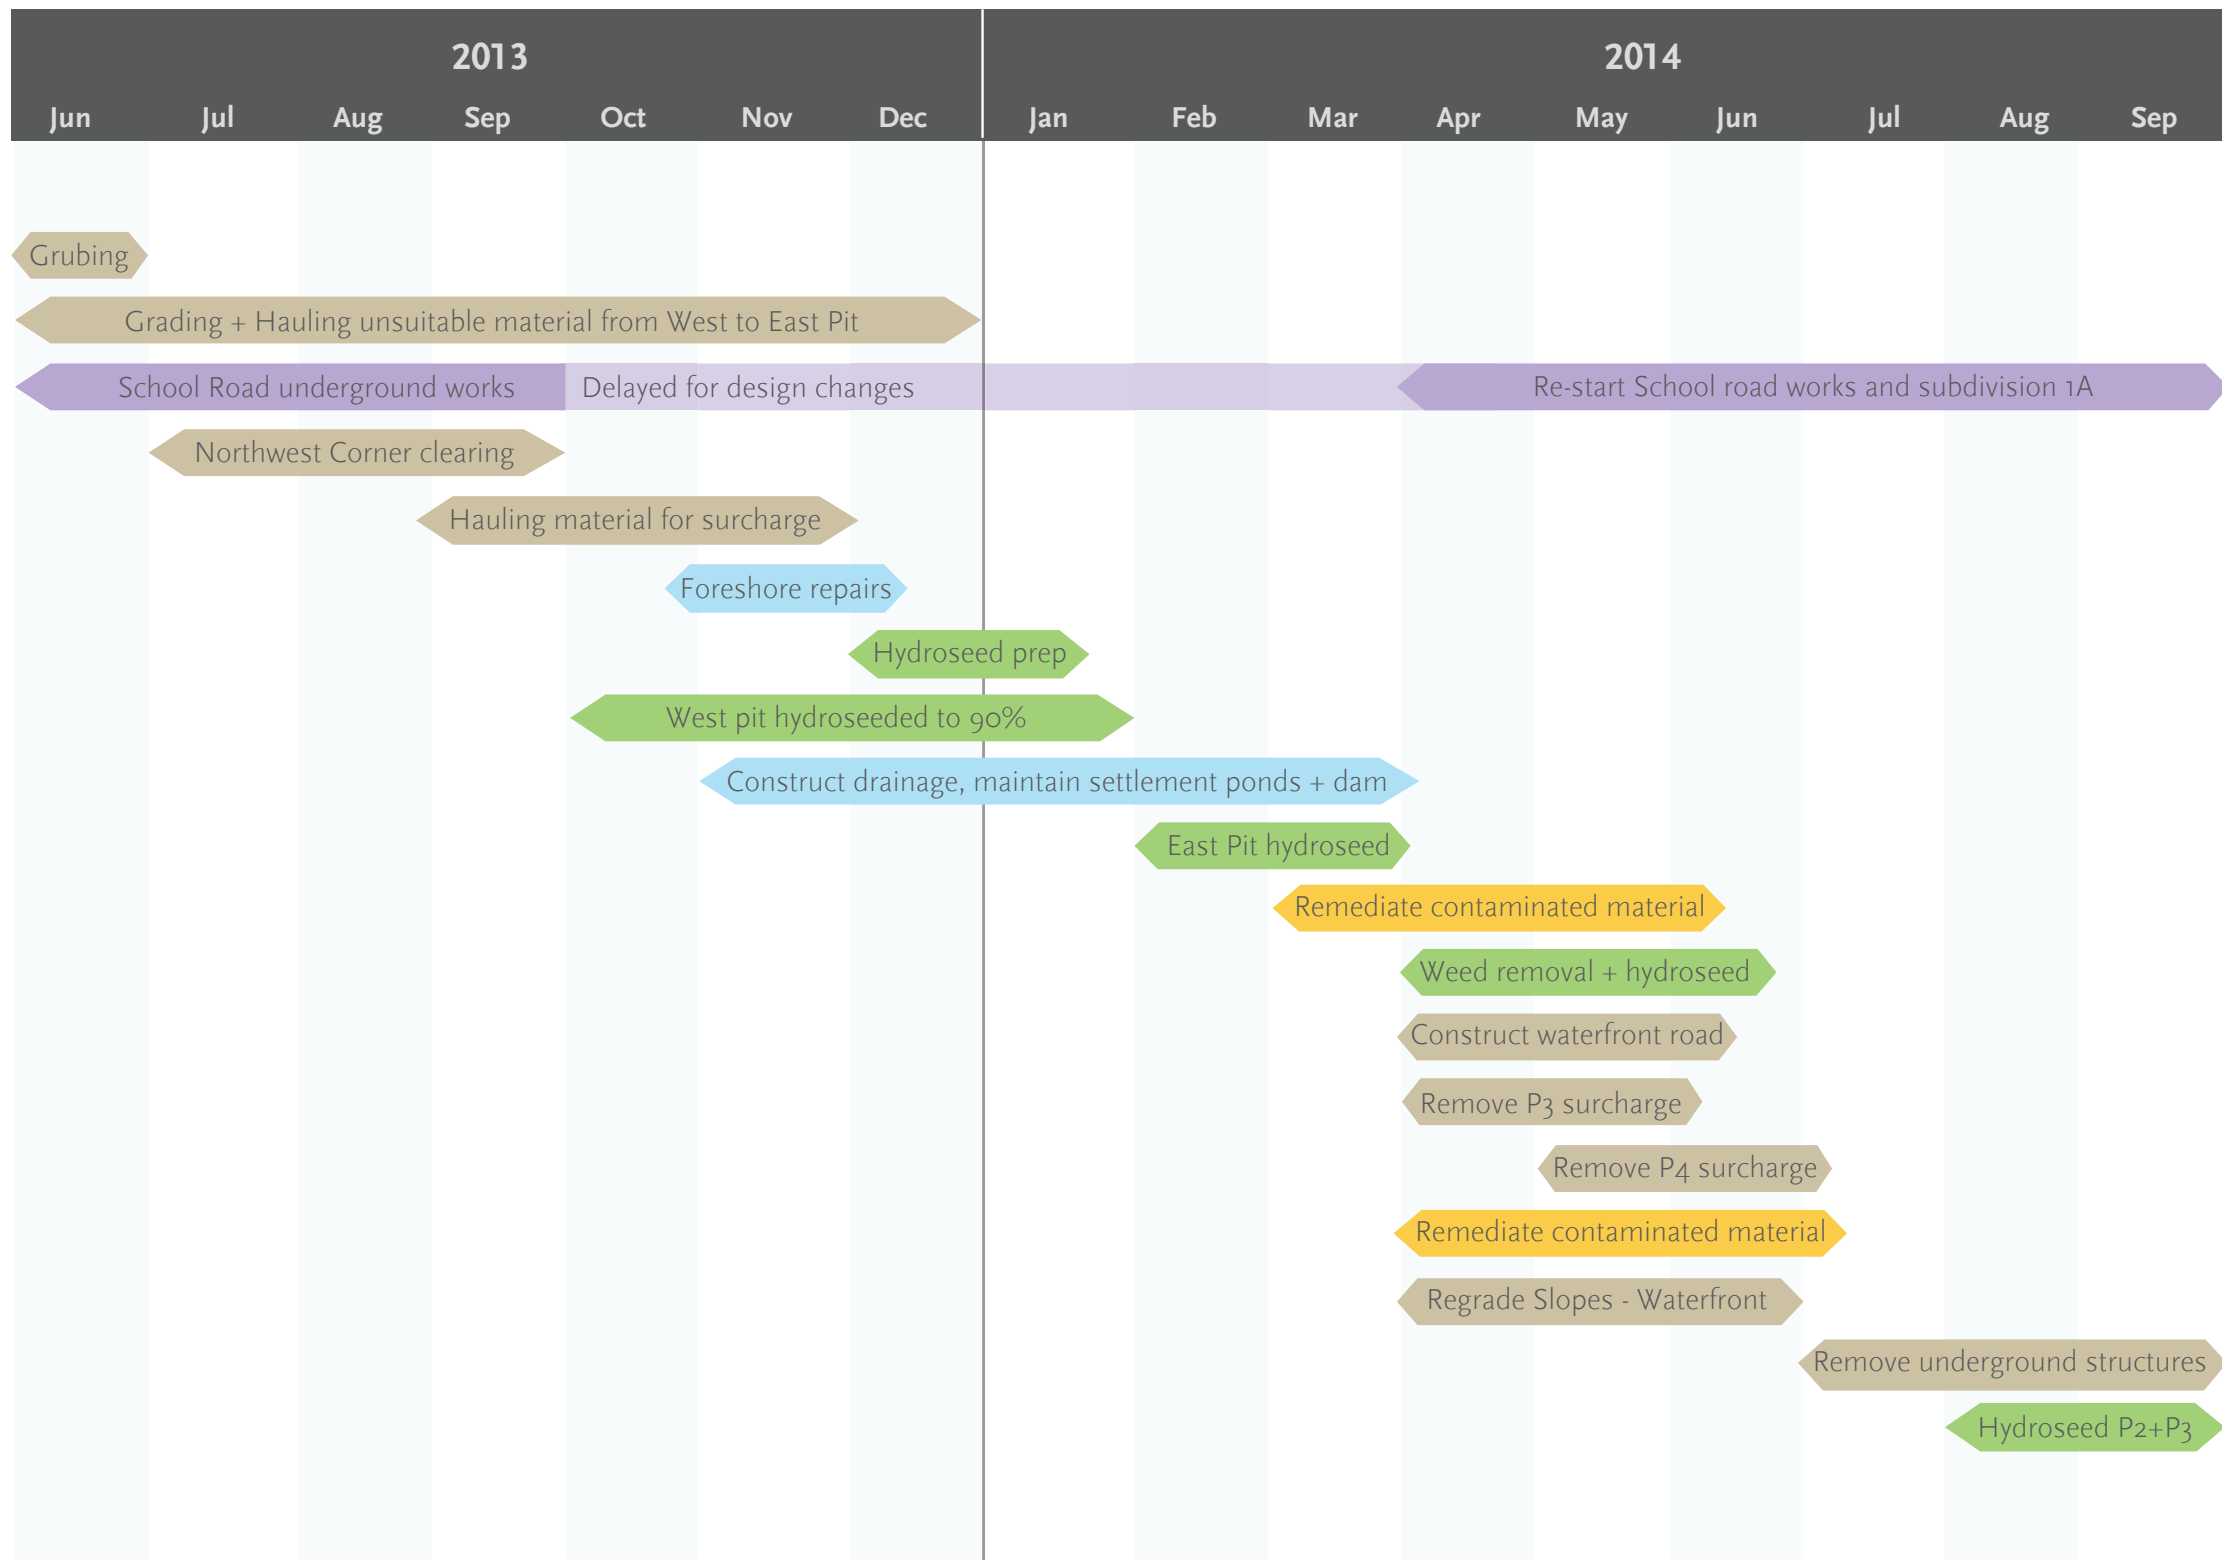 2013 2014
Jun Jul Aug Sep Oct Nov Dec Jan Feb Mar Apr May Jun Jul Aug Sep
Grubing
Grading + Hauling unsuitable material from West to East Pit
School Road underground works Delayed for design changes Re-start School road works and subdivision 1A
Northwest Corner clearing
Hauling material for surcharge
Foreshore repairs
Hydroseed prep
West pit hydroseeded to 90%
Construct drainage, maintain settlement ponds + dam
East Pit hydroseed
Remediate contaminated material
Weed removal + hydroseed
Construct waterfront road
Remove P3 surcharge
Remove P4 surcharge
Remediate contaminated material
Regrade Slopes - Waterfront
Remove underground structures
Hydroseed P2+P3